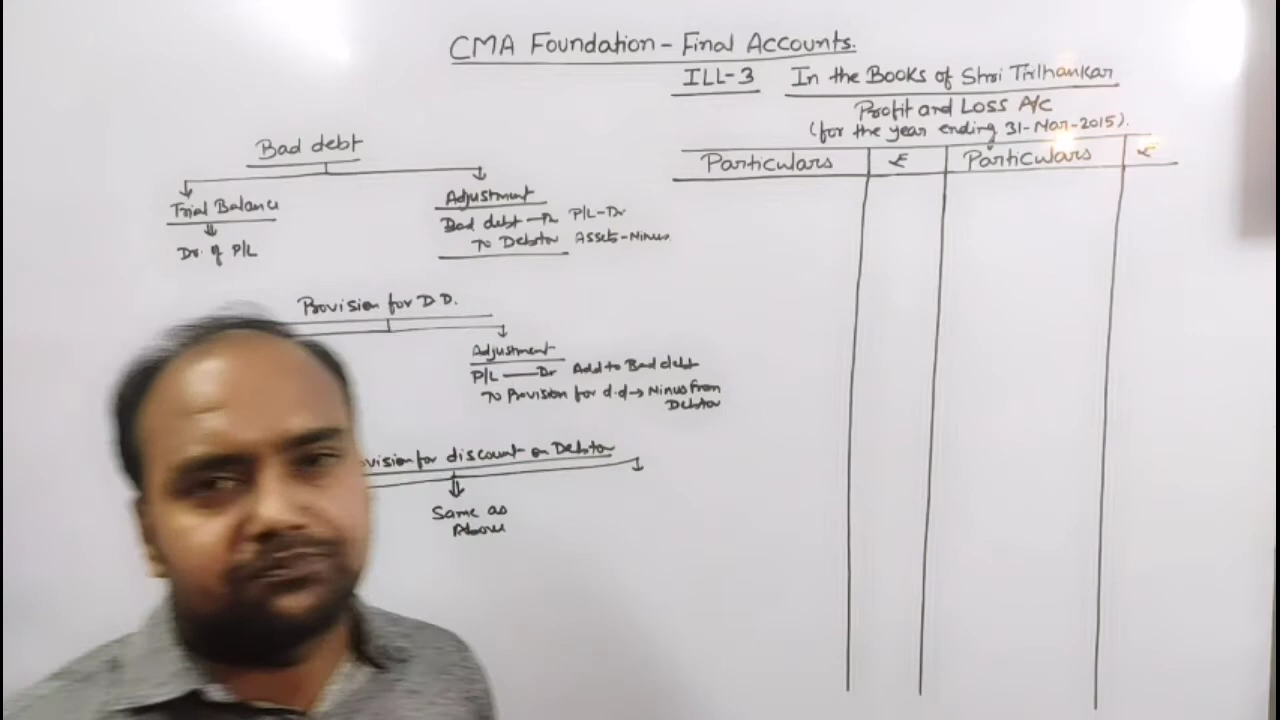 CMA Foundation - Final Accounts.
ILL-3 In the Books of Shri Trilhankar
Profit and Loss A/c
(for the year ending 31-Mar-2015).
Particulars ₹ Particulars ₹
Bad debt
Trial Balance
Dr. of P/L
Adjustment
Bad debt → Dr P/L-Dr
To Debtor Assets-Minus
Provision for D D.
Adjustment
P/L — Dr Add to Bad debt
To Provision for d.d → Minus from
Debtor
ovision for discount on Debtor
Same as
Above